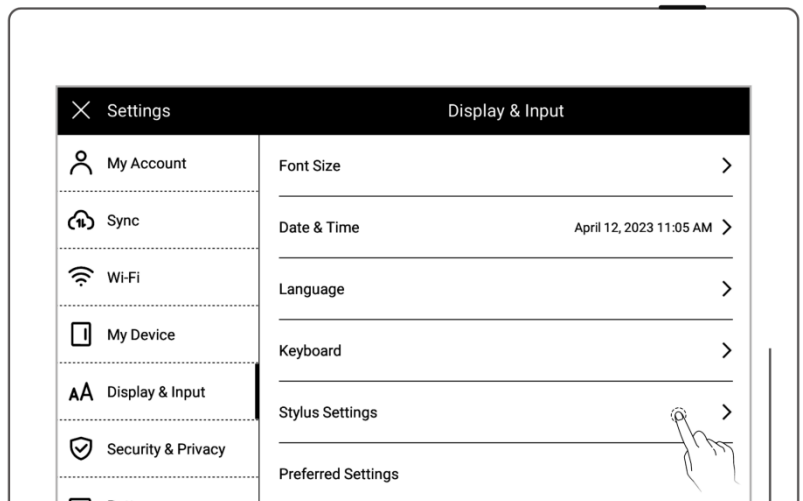 Settings
Display & Input
My Account
Sync
Wi-Fi
My Device
Display & Input
Security & Privacy
Font Size
Date & Time April 12, 2023 11:05 AM
Language
Keyboard
Stylus Settings
Preferred Settings